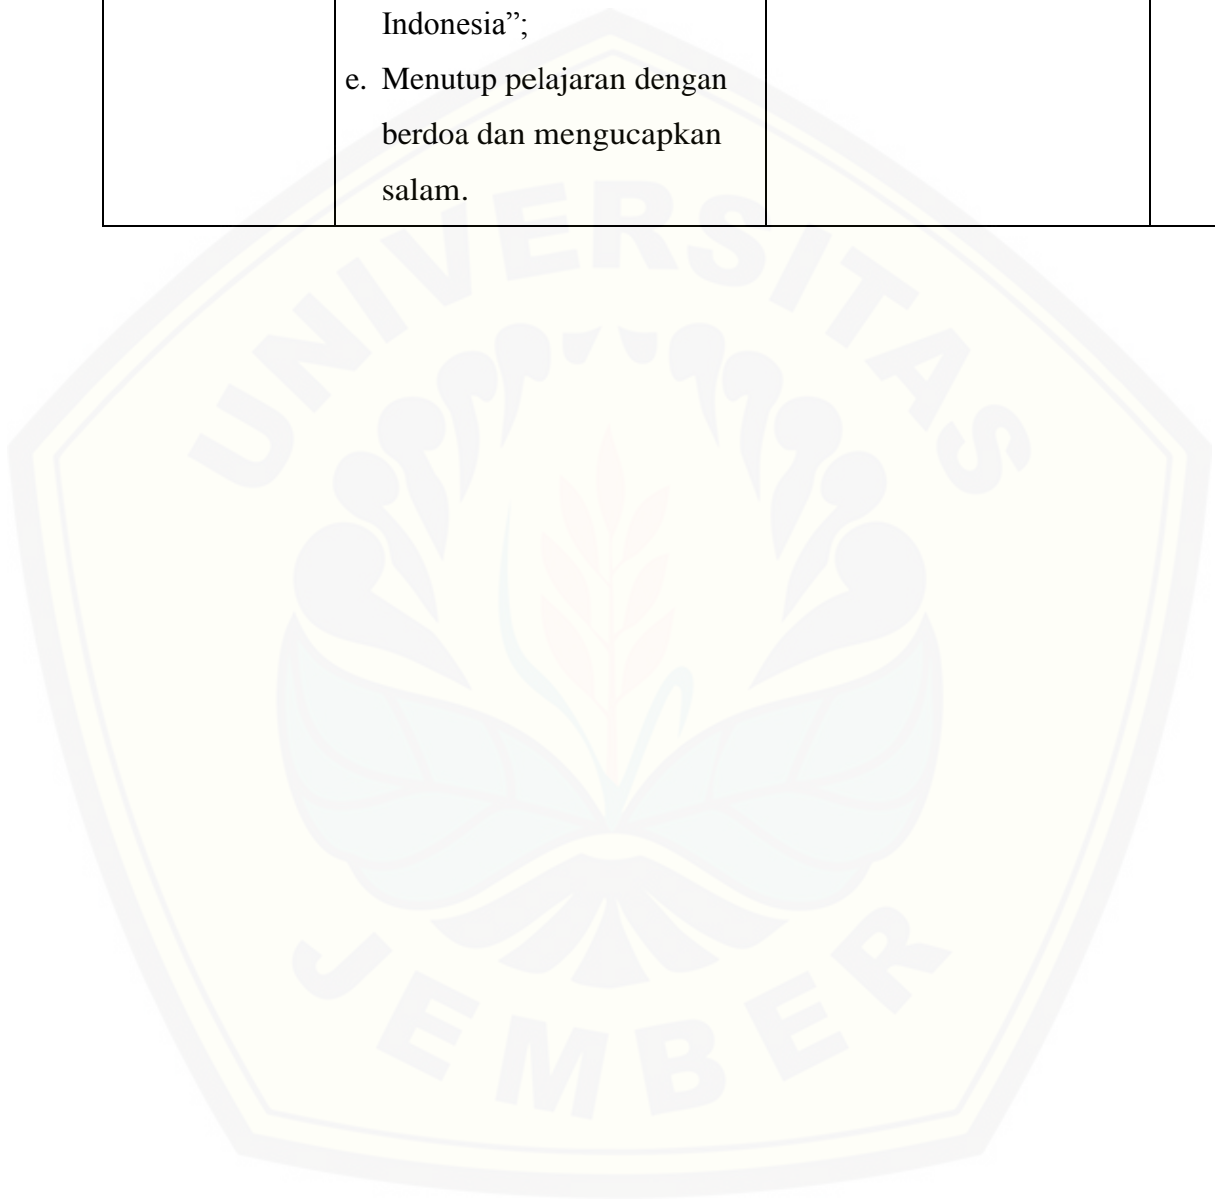 Indonesia”;
e. Menutup pelajaran dengan
berdoa dan mengucapkan
salam.
UNIVERSITAS
JEMBER